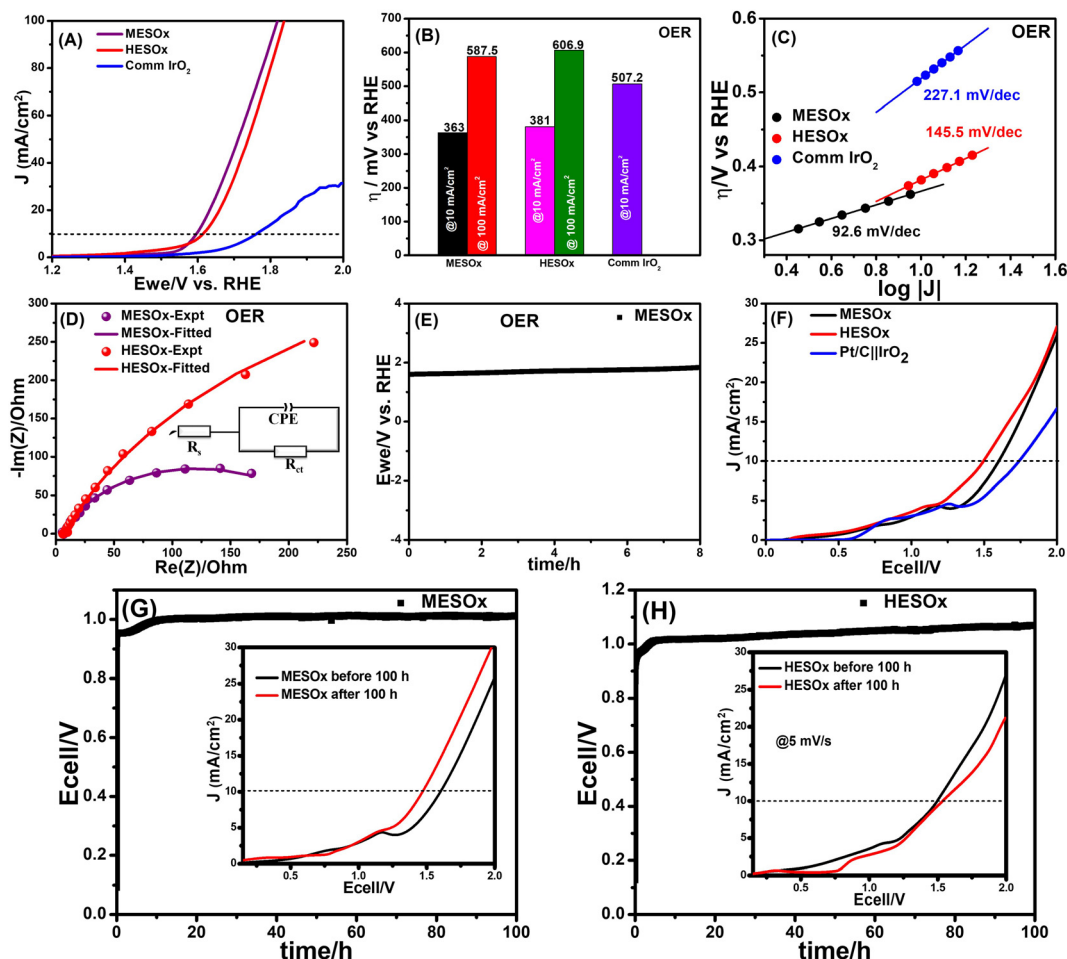 (A)
MESOx
HESOx
Comm IrO₂
J (mA/cm²)
100
80
60
40
20
0
1.2
1.4
1.6
1.8
2.0
Ewe/V vs. RHE
(B)
OER
η / mV vs RHE
700
600
500
400
300
200
100
0
363
587.5
381
606.9
507.2
@10 mA/cm²
@ 100 mA/cm²
@10 mA/cm²
@ 100 mA/cm²
@10 mA/cm²
MESOx
HESOx
Comm IrO₂
(C)
OER
η/V vs RHE
0.6
0.5
0.4
0.3
227.1 mV/dec
145.5 mV/dec
92.6 mV/dec
MESOx
HESOx
Comm IrO₂
0.4
0.6
0.8
1.0
1.2
1.4
1.6
log |J|
(D)
OER
MESOx-Expt
MESOx-Fitted
HESOx-Expt
HESOx-Fitted
CPE
Rs
Rct
-Im(Z)/Ohm
-300
-250
-200
-150
-100
-50
0
0
50
100
150
200
250
Re(Z)/Ohm
(E)
OER
MESOx
Ewe/V vs. RHE
4
2
0
-2
-4
0
2
4
6
8
time/h
(F)
MESOx
HESOx
Pt/C||IrO₂
J (mA/cm²)
30
25
20
15
10
5
0
0.0
0.5
1.0
1.5
2.0
Ecell/V
(G)
MESOx
Ecell/V
1.0
0.8
0.6
0.4
0.2
0.0
0
20
40
60
80
100
time/h
MESOx before 100 h
MESOx after 100 h
J (mA/cm²)
30
25
20
15
10
5
0
0.5
1.0
1.5
2.0
Ecell/V
(H)
HESOx
Ecell/V
1.2
1.0
0.8
0.6
0.4
0.2
0.0
0
20
40
60
80
100
time/h
HESOx before 100 h
HESOx after 100 h
@5 mV/s
J (mA/cm²)
30
25
20
15
10
5
0
0.5
1.0
1.5
2.0
Ecell/V